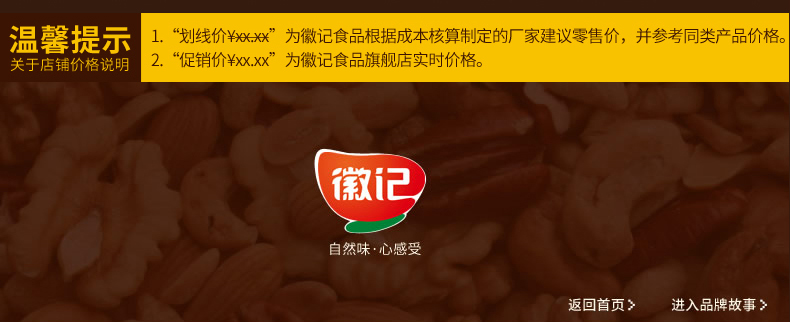 温馨提示
关于店铺价格说明
1.“划线价¥xx.xx”为徽记食品根据成本核算制定的厂家建议零售价，并参考同类产品价格。
2.“促销价¥xx.xx”为徽记食品旗舰店实时价格。
徽记
自然味·心感受
返回首页
进入品牌故事